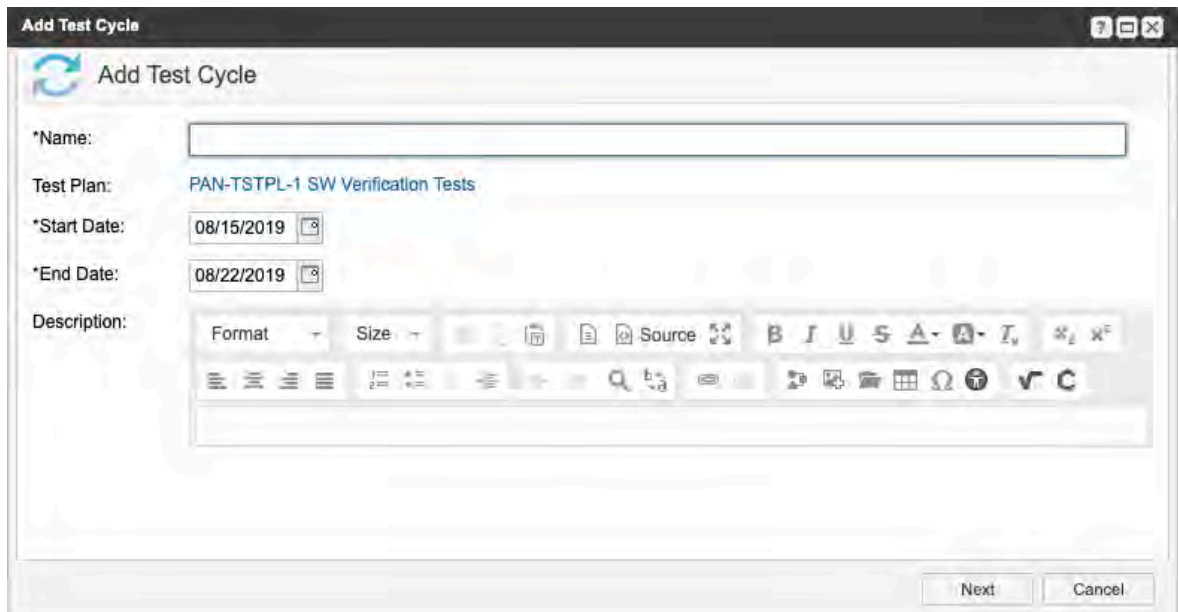 Add Test Cycle
Add Test Cycle
*Name:
Test Plan: PAN-TSTPL-1 SW Verification Tests
*Start Date: 08/15/2019
*End Date: 08/22/2019
Description:
Format Size Source B I U S A A
Next Cancel